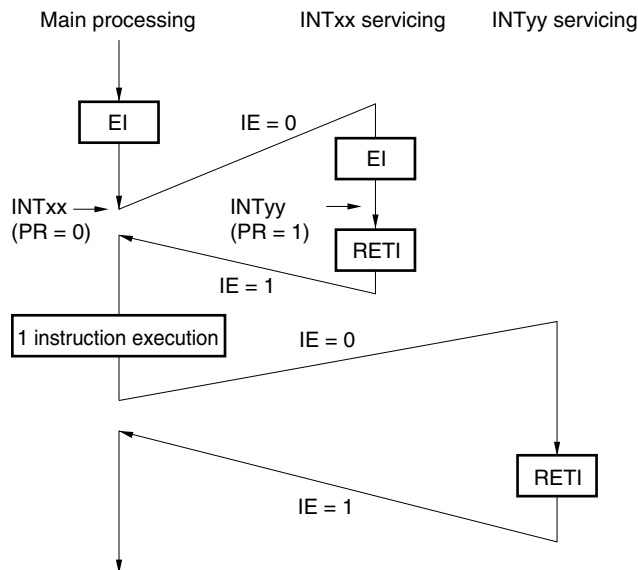 Main processing
INTxx servicing
INTyy servicing
EI
IE = 0
EI
INTxx
(PR = 0)
INTyy
(PR = 1)
RETI
IE = 1
1 instruction execution
IE = 0
RETI
IE = 1